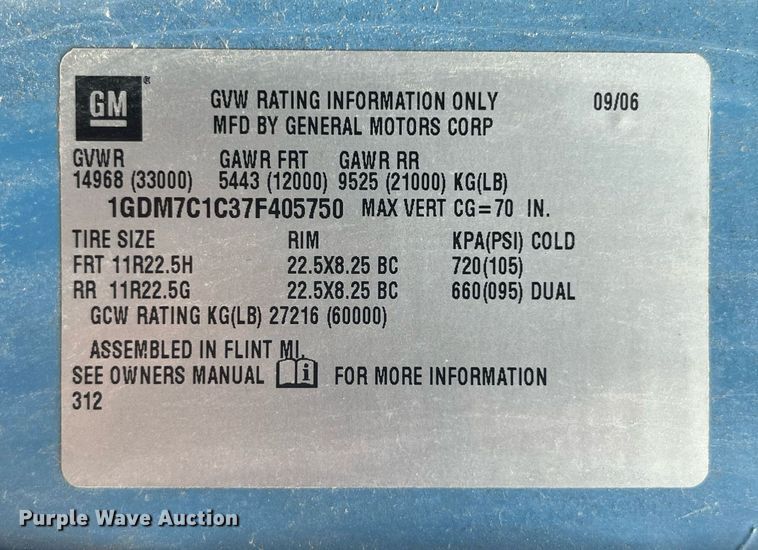 GM ® GVW RATING INFORMATION ONLY 09/06
MFD BY GENERAL MOTORS CORP
GVWR GAWR FRT GAWR RR
14968 (33000) 5443 (12000) 9525 (21000) KG(LB)
1GDM7C1C37F405750 MAX VERT CG=70 IN.
TIRE SIZE RIM KPA(PSI) COLD
FRT 11R22.5H 22.5X8.25 BC 720(105)
RR 11R22.5G 22.5X8.25 BC 660(095) DUAL
GCW RATING KG(LB) 27216 (60000)
ASSEMBLED IN FLINT MI.
SEE OWNERS MANUAL i FOR MORE INFORMATION
312
Purple Wave Auction